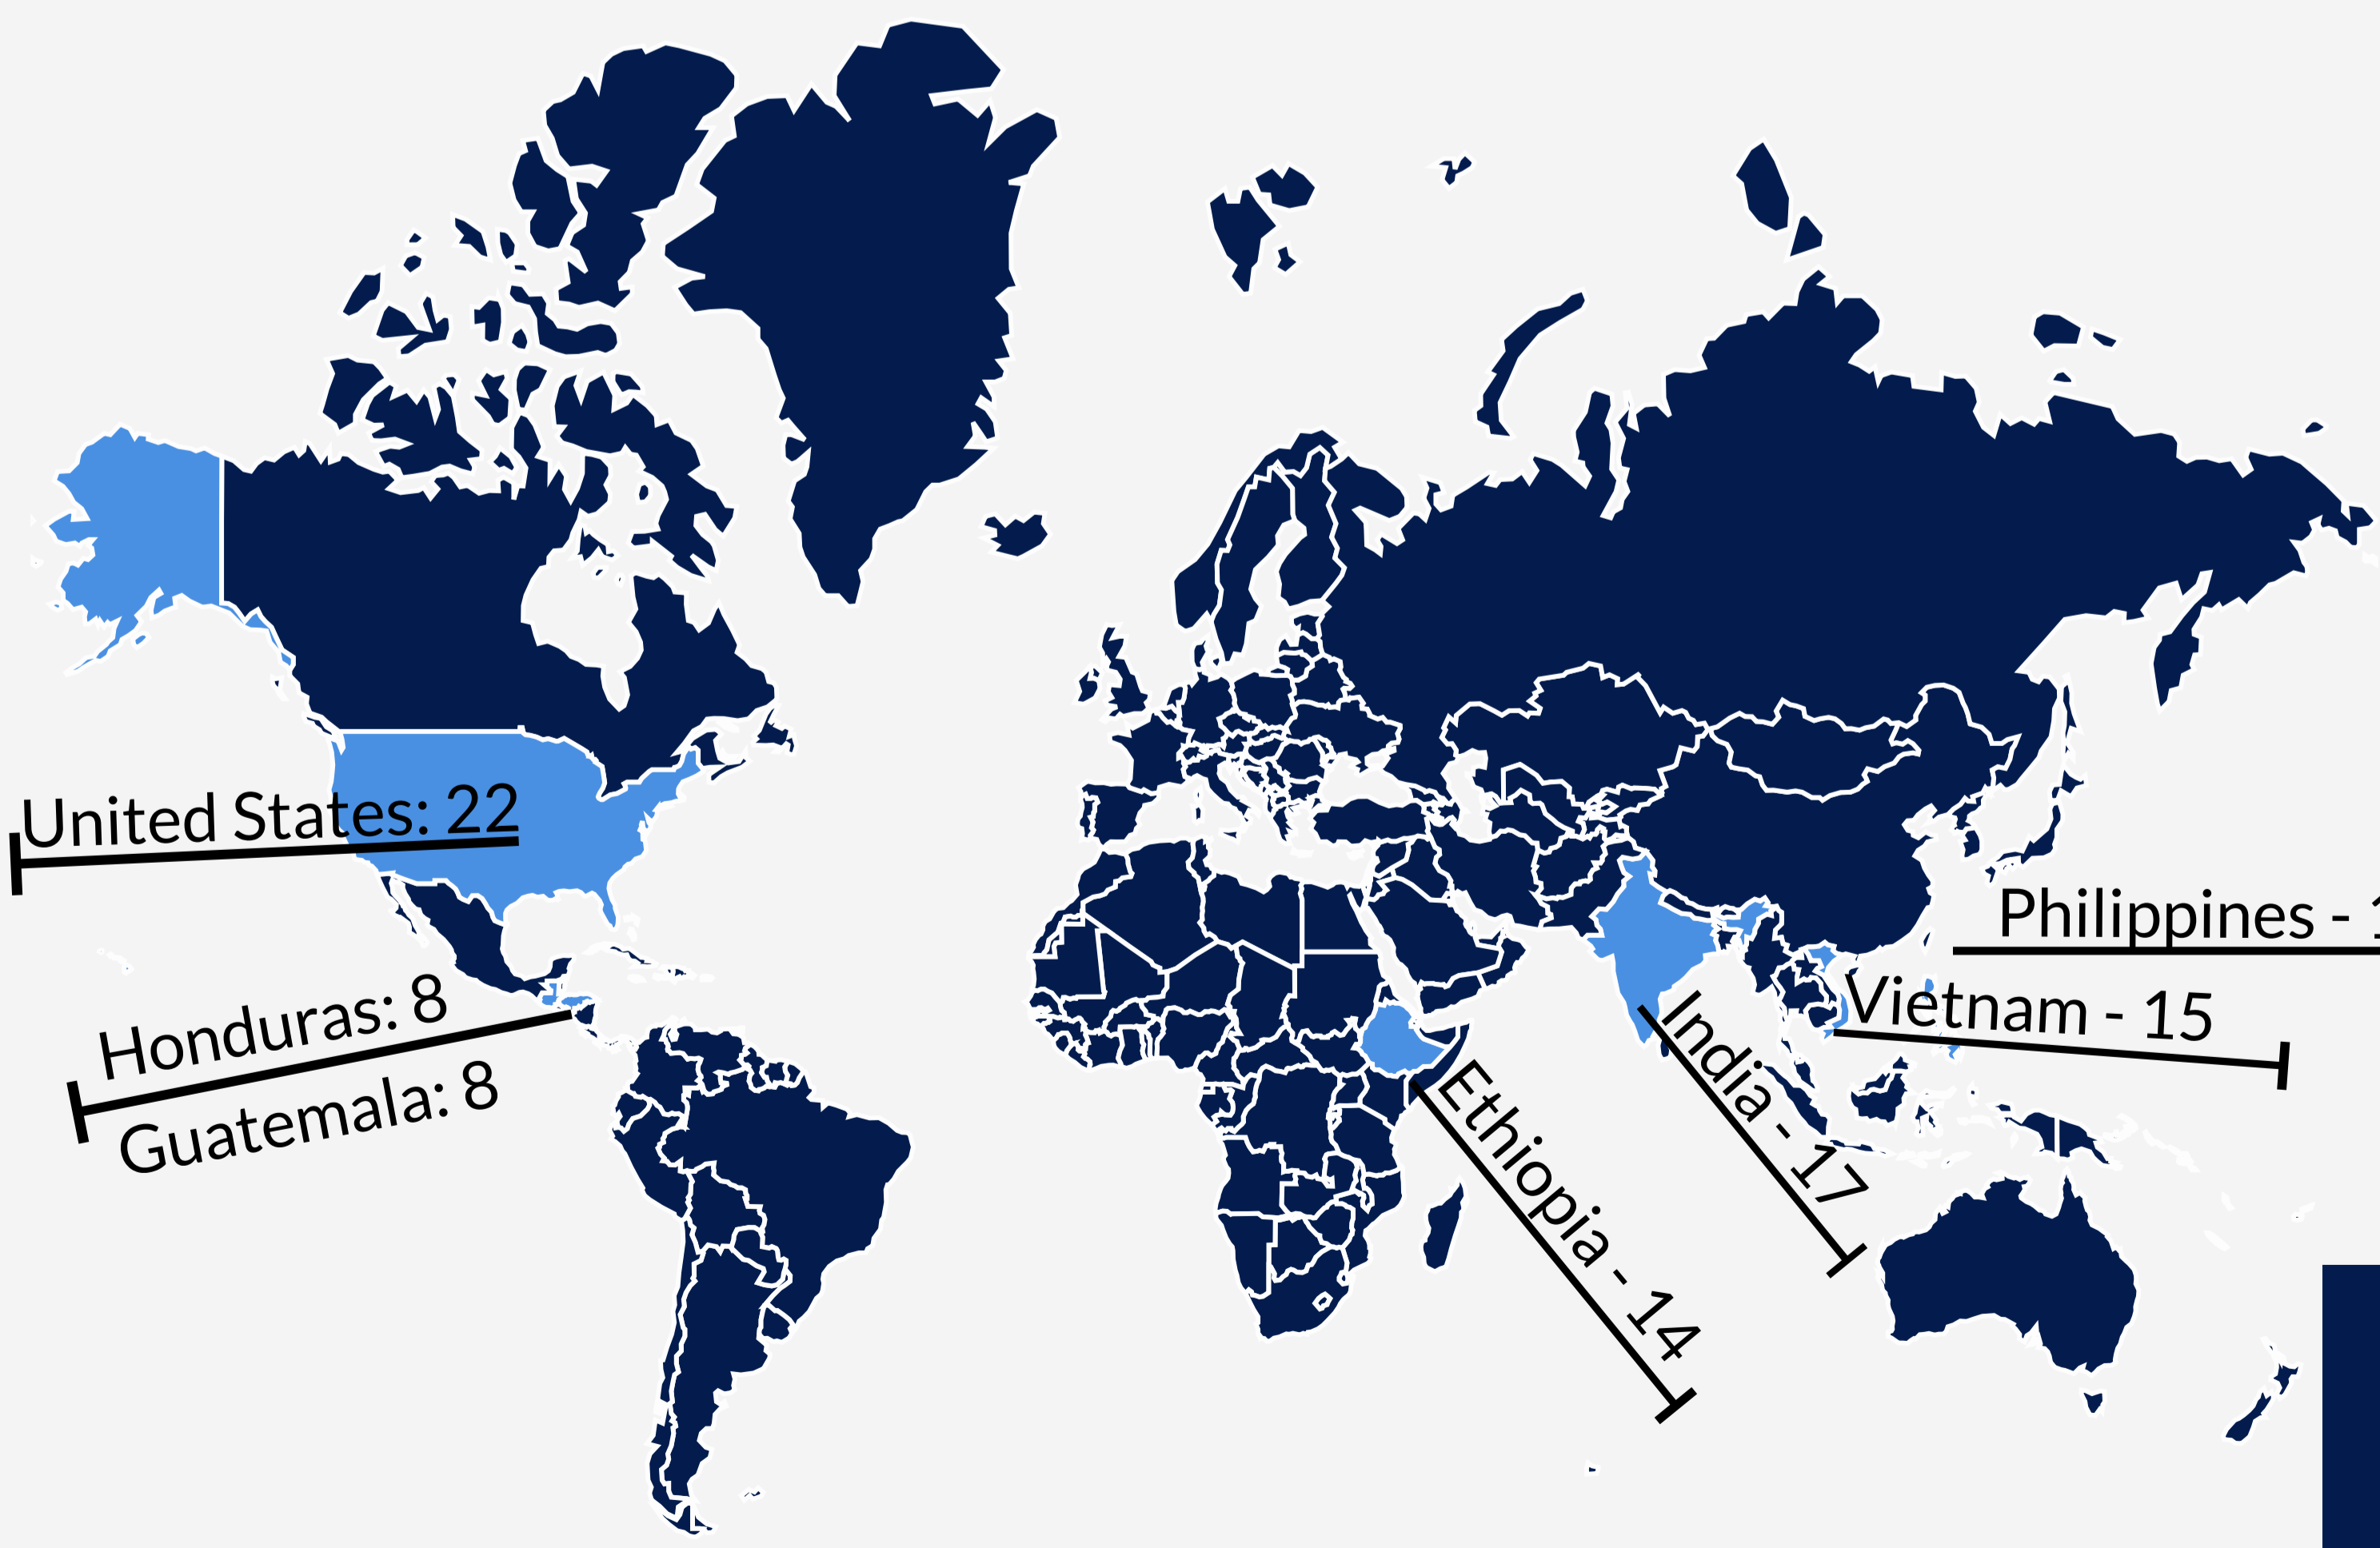 United States: 22
Honduras: 8
Guatemala: 8
Philippines -
Vietnam - 15
India - 17
Ethiopia - 14